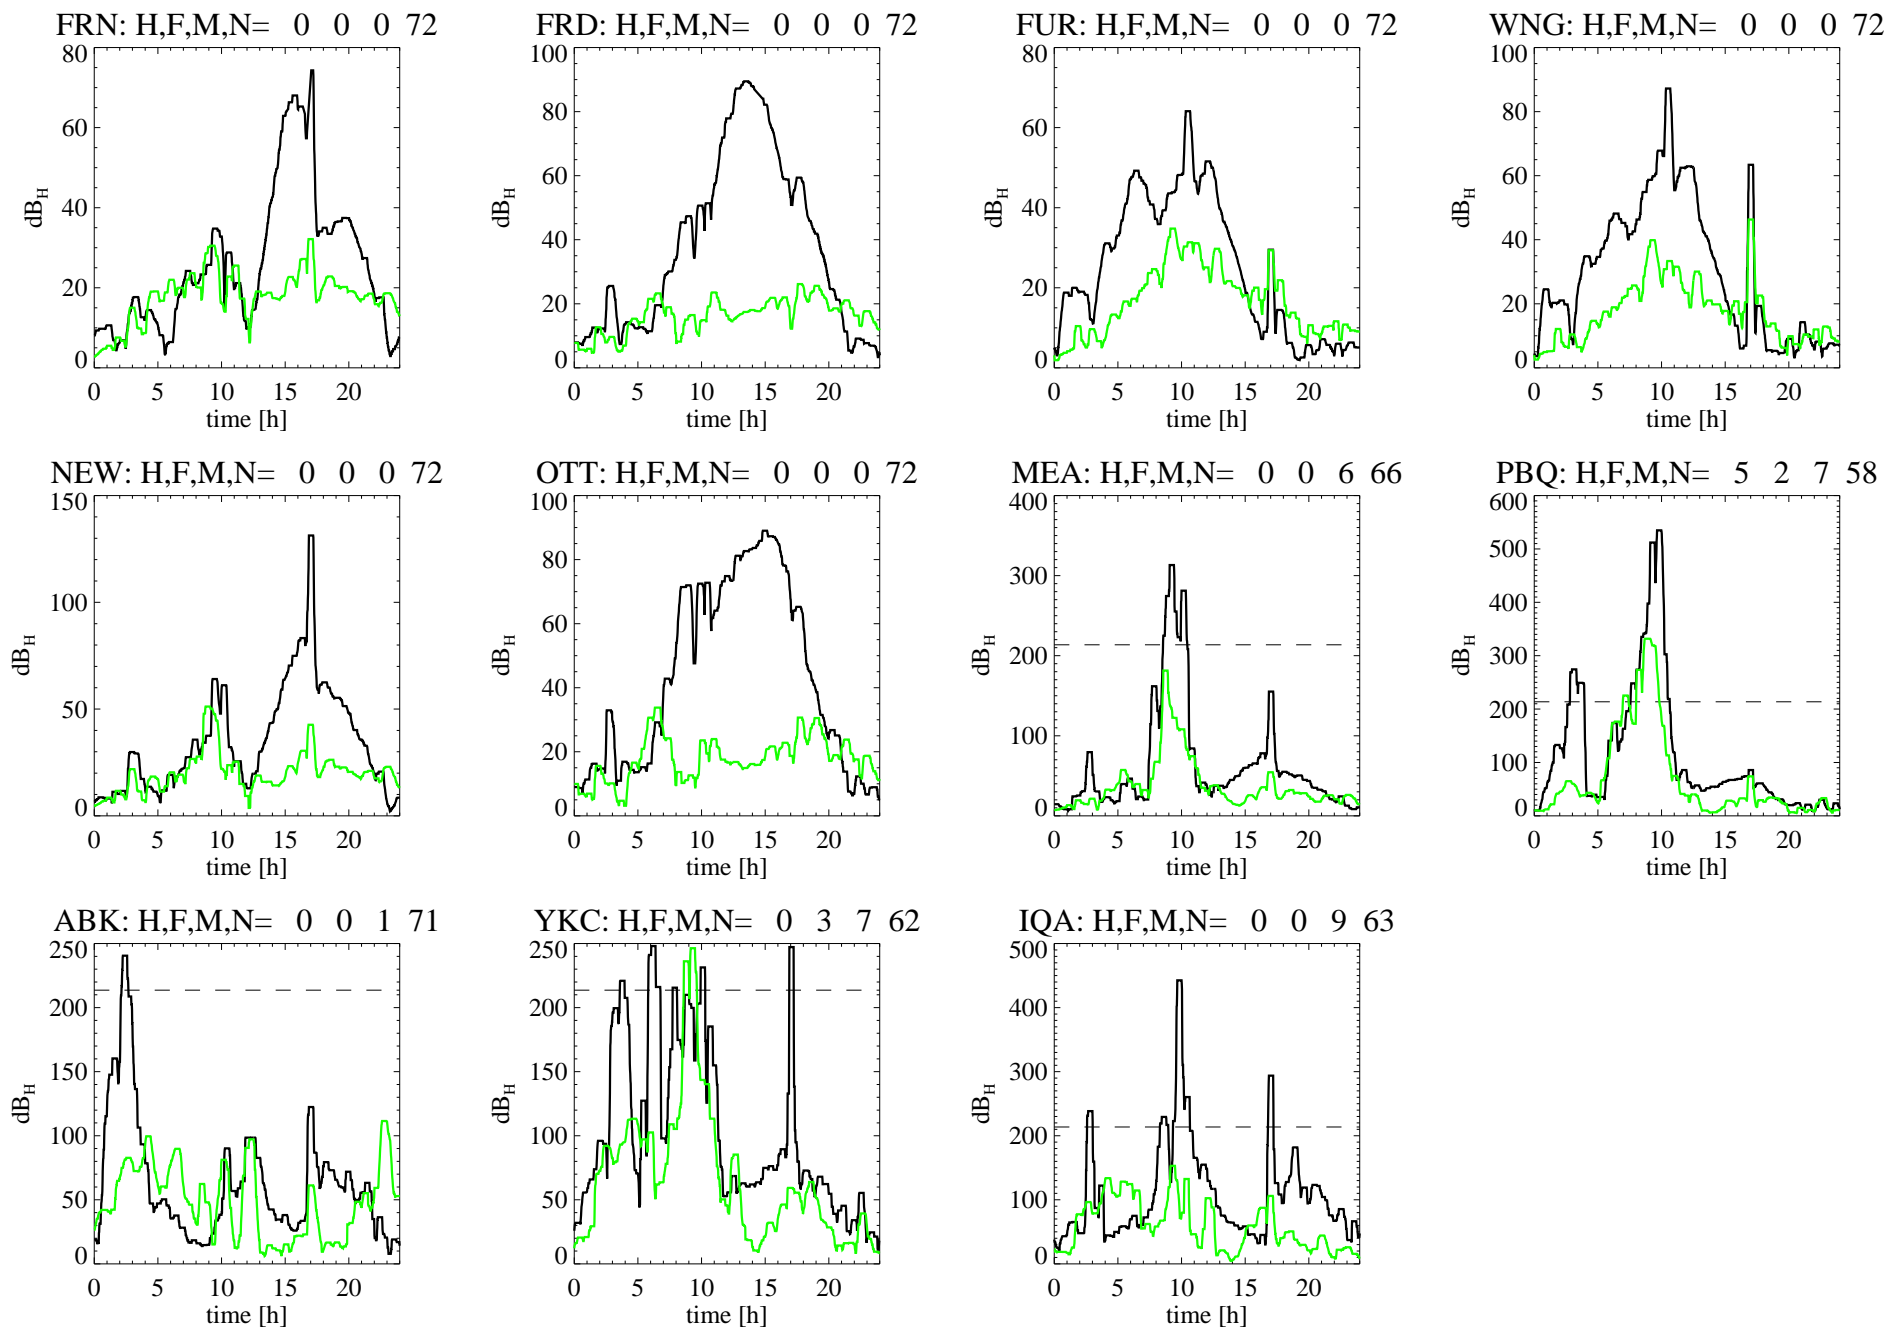 FRN: H,F,M,N= 0 0 0 72
FRD: H,F,M,N= 0 0 0 72
FUR: H,F,M,N= 0 0 0 72
WNG: H,F,M,N= 0 0 0 72
80
60
40
20
0
dB_H
0 5 10 15 20
time [h]
100
80
60
40
20
0
dB_H
0 5 10 15 20
time [h]
80
60
40
20
0
dB_H
0 5 10 15 20
time [h]
100
80
60
40
20
0
dB_H
0 5 10 15 20
time [h]
NEW: H,F,M,N= 0 0 0 72
OTT: H,F,M,N= 0 0 0 72
MEA: H,F,M,N= 0 0 6 66
PBQ: H,F,M,N= 5 2 7 58
150
100
50
0
dB_H
0 5 10 15 20
time [h]
100
80
60
40
20
0
dB_H
0 5 10 15 20
time [h]
400
300
200
100
0
dB_H
0 5 10 15 20
time [h]
600
500
400
300
200
100
0
dB_H
0 5 10 15 20
time [h]
ABK: H,F,M,N= 0 0 1 71
YKC: H,F,M,N= 0 3 7 62
IQA: H,F,M,N= 0 0 9 63
250
200
150
100
50
0
dB_H
0 5 10 15 20
time [h]
250
200
150
100
50
0
dB_H
0 5 10 15 20
time [h]
500
400
300
200
100
0
dB_H
0 5 10 15 20
time [h]